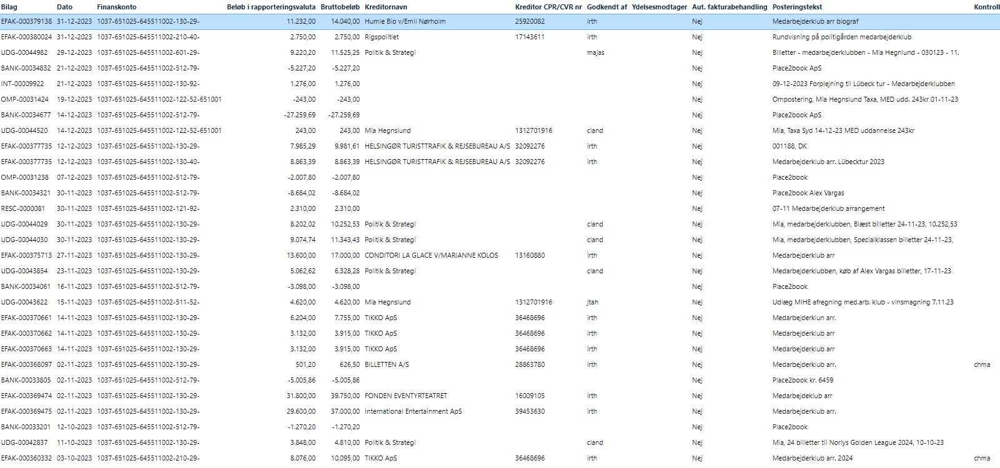 Bilag Dato Finanskonto Beløb i rapporteringsvaluta Bruttobeløb Kreditornavn Kreditor CPR/CVR nr Godkendt af Ydelsesmodtager Aut. fakturabehandling Posteringstekst Kontroll
EFAK-000379138 31-12-2023 1037-651025-645511002-130-29- 11.232,00 14.040,00 Humle Bio v/Emil Nørholm 25920082 irth Nej Medarbejderklub arr biograf
EFAK-000380024 31-12-2023 1037-651025-645511002-210-40- 2.750,00 2.750,00 Rigspolitiet 17143611 irth Nej Rundvisning på politigården medarbejderklub
UDG-00044982 29-12-2023 1037-651025-645511002-601-29- 9.220,20 11.525,25 Politik & Strategi majas Nej Billetter - medarbejderklubben - Mia Hegnlund - 030123 - 11.
BANK-00034832 21-12-2023 1037-651025-645511002-512-79- -5.227,20 -5.227,20 Nej Place2book ApS
INT-00009922 21-12-2023 1037-651025-645511002-130-92- 1.276,00 1.276,00 Nej 09-12-2023 Forplejning til Lübeck tur - Medarbejderklubben
OMP-00031424 19-12-2023 1037-651025-645511002-122-52-651001 -243,00 -243,00 Nej Ompostering, Mia Hegnslund Taxa, MED udd. 243kr 01-11-23
BANK-00034677 14-12-2023 1037-651025-645511002-512-79- -27.259,69 -27.259,69 Nej Place2book ApS
UDG-00044520 14-12-2023 1037-651025-645511002-122-52-651001 243,00 243,00 Mia Hegnslund 1312701916 cland Nej Mia, Taxa Syd 14-12-23 MED uddannelse 243kr
EFAK-000377735 12-12-2023 1037-651025-645511002-130-29- 7.985,29 9.981,61 HELSINGØR TURISTTRAFIK & REJSEBUREAU A/S 32092276 irth Nej 001188, DK
EFAK-000377735 12-12-2023 1037-651025-645511002-130-40- 8.863,39 8.863,39 HELSINGØR TURISTTRAFIK & REJSEBUREAU A/S 32092276 irth Nej Medarbejderklub arr. Lübecktur 2023
OMP-00031238 07-12-2023 1037-651025-645511002-512-79- -2.007,80 -2.007,80 Nej Place2book
BANK-00034321 30-11-2023 1037-651025-645511002-512-79- -8.684,02 -8.684,02 Nej Place2book Alex Vargas
RESC-0000081 30-11-2023 1037-651025-645511002-121-92- 2.310,00 2.310,00 Nej 07-11 Medarbejderklub arrangement
UDG-00044029 30-11-2023 1037-651025-645511002-130-29- 8.202,02 10.252,53 Politik & Strategi cland Nej Mia, medarbejderklubben, Blæst billetter 24-11-23, 10.252,53
UDG-00044030 30-11-2023 1037-651025-645511002-130-29- 9.074,74 11.343,43 Politik & Strategi cland Nej Mia, medarbejderklubben, Specialklassen billetter 24-11-23,
EFAK-000375713 27-11-2023 1037-651025-645511002-130-29- 13.600,00 17.000,00 CONDITORI LA GLACE V/MARIANNE KOLOS 13160880 irth Nej Medarbejderklub arr
UDG-00043854 23-11-2023 1037-651025-645511002-130-29- 5.062,62 6.328,28 Politik & Strategi cland Nej Medarbejderklubben, køb af Alex Vargas billetter, 17-11-23
BANK-00034061 16-11-2023 1037-651025-645511002-512-79- -3.098,00 -3.098,00 Nej Place2book
UDG-00043622 15-11-2023 1037-651025-645511002-511-52- 4.620,00 4.620,00 Mia Hegnslund 1312701916 jtah Nej Udlæg MIHE afregning med.arb. klub - vinsmagning 7.11.23
EFAK-000370661 14-11-2023 1037-651025-645511002-130-29- 6.204,00 7.755,00 TIKKO ApS 36468696 irth Nej Medarbejderklun arr.
EFAK-000370662 14-11-2023 1037-651025-645511002-130-29- 3.132,00 3.915,00 TIKKO ApS 36468696 irth Nej Medarbejderklub arr
EFAK-000370663 14-11-2023 1037-651025-645511002-130-29- 3.132,00 3.915,00 TIKKO ApS 36468696 irth Nej Medarbejderklub arr
EFAK-000368097 02-11-2023 1037-651025-645511002-130-29- 501,20 626,50 BILLETTEN A/S 28863780 irth Nej Medarbejderklub arr. chma
BANK-00033805 02-11-2023 1037-651025-645511002-512-79- -5.005,86 -5.005,86 Nej Place2book kr. 6459
EFAK-000369474 02-11-2023 1037-651025-645511002-130-29- 31.800,00 39.750,00 FONDEN EVENTYRTEATRET 16009105 irth Nej Medarbejdeklub arr
EFAK-000369475 02-11-2023 1037-651025-645511002-130-29- 29.600,00 37.000,00 International Entertainment ApS 39453630 irth Nej Medarbejderklub arr.
BANK-00033201 12-10-2023 1037-651025-645511002-512-79- -1.270,20 -1.270,20 Nej Place2book
UDG-00042837 11-10-2023 1037-651025-645511002-130-29- 3.848,00 4.810,00 Politik & Strategi cland Nej Mia, 24 billetter til Norlys Golden League 2024, 10-10-23
EFAK-000360332 03-10-2023 1037-651025-645511002-210-29- 8.076,00 10.095,00 TIKKO ApS 36468696 irth Nej Medarbejderklub arr. 2024 chma